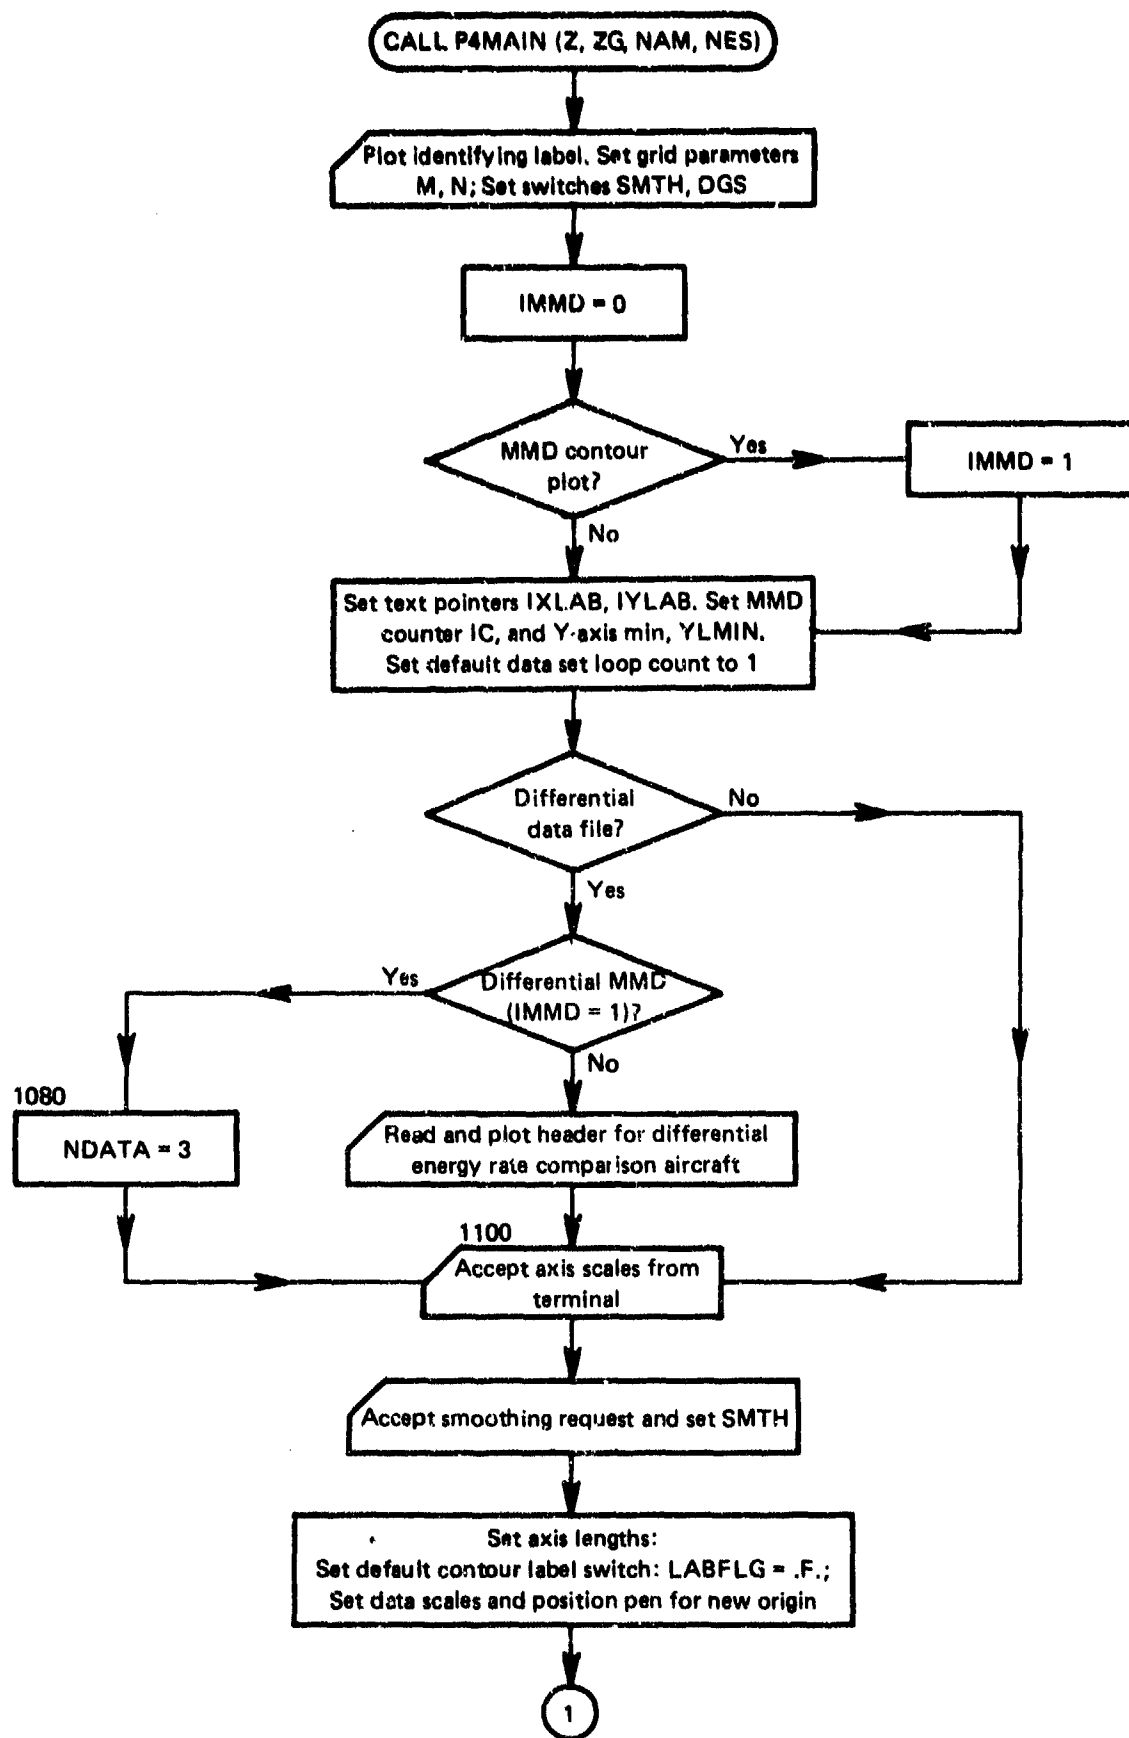 CALL P4MAIN (Z, ZG, NAM, NES)
Plot identifying label. Set grid parameters
M, N; Set switches SMTH, DGS
IMMD = 0
MMD contour
plot?
Yes
IMMD = 1
No
Set text pointers IXLAB, IYLAB. Set MMD
counter IC, and Y-axis min, YLMIN.
Set default data set loop count to 1
Differential
data file?
No
Yes
Differential MMD
(IMMD = 1)?
Yes
No
1080
NDATA = 3
Read and plot header for differential
energy rate comparison aircraft
1100
Accept axis scales from
terminal
Accept smoothing request and set SMTH
Set axis lengths:
Set default contour label switch: LABFLG = .F.;
Set data scales and position pen for new origin
1